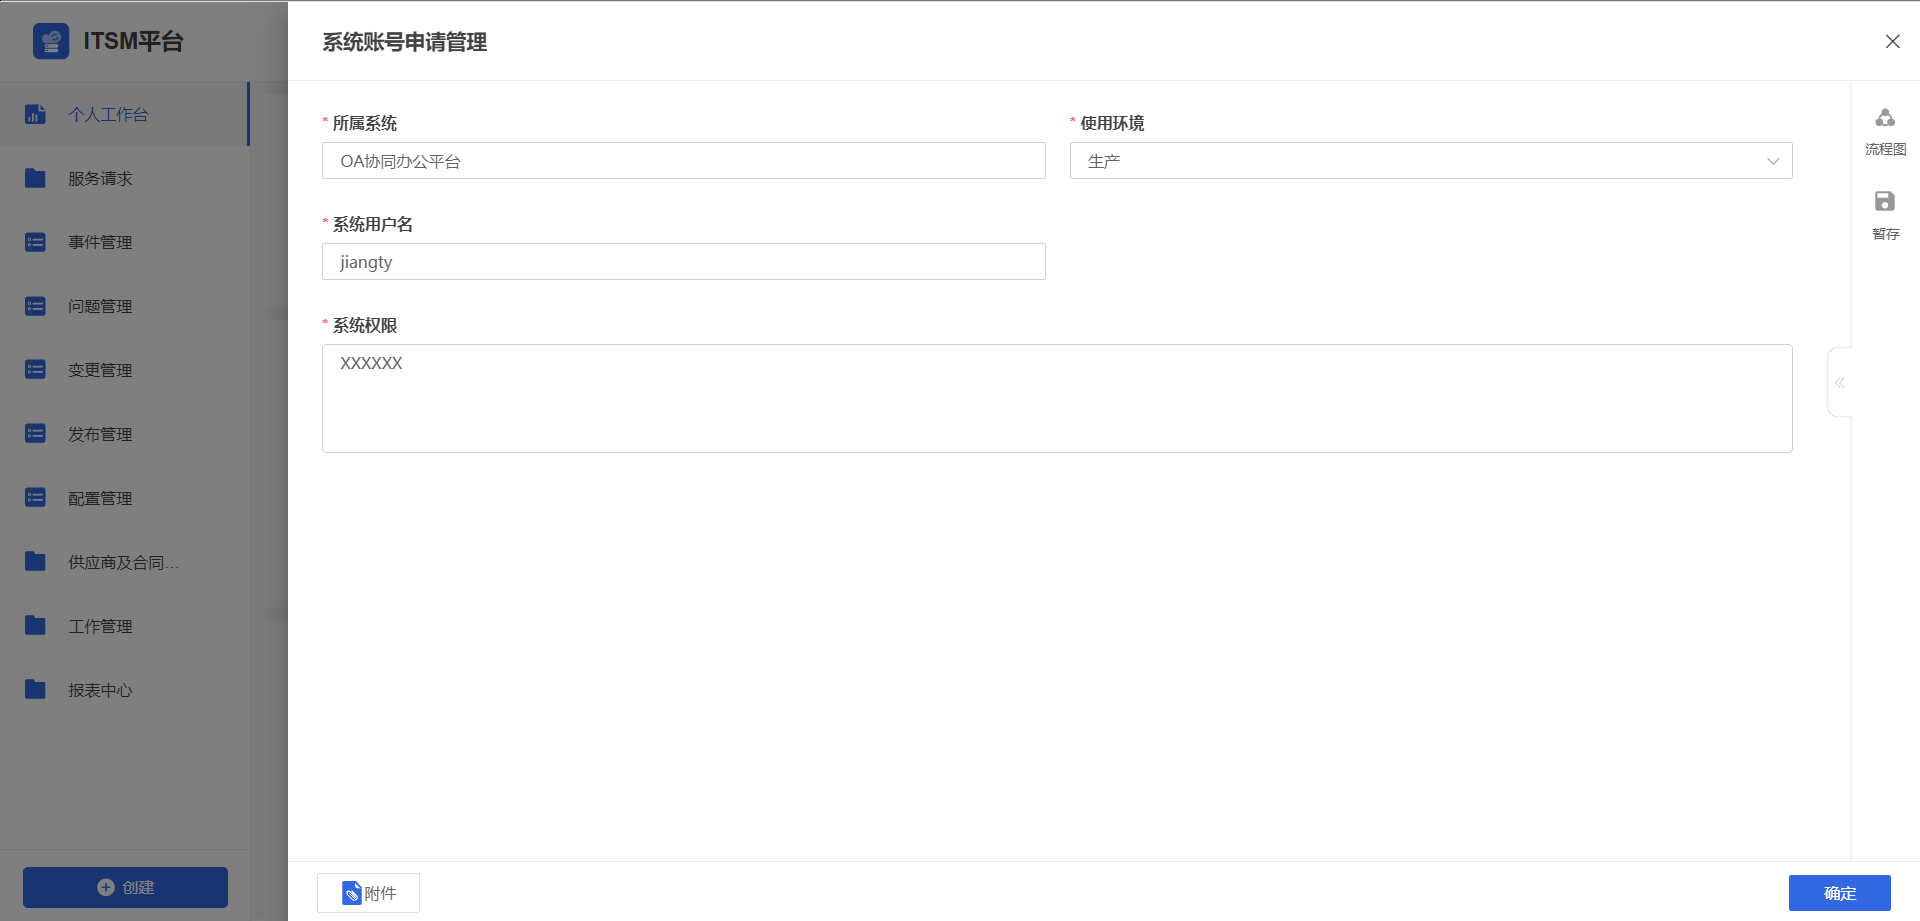 ITSM平台
个人工作台
服务请求
事件管理
问题管理
变更管理
发布管理
配置管理
供应商及合同...
工作管理
报表中心
创建
系统账号申请管理
* 所属系统
OA协同办公平台
* 使用环境
生产
* 系统用户名
jiangty
* 系统权限
XXXXXX
流程图
暂存
附件
确定